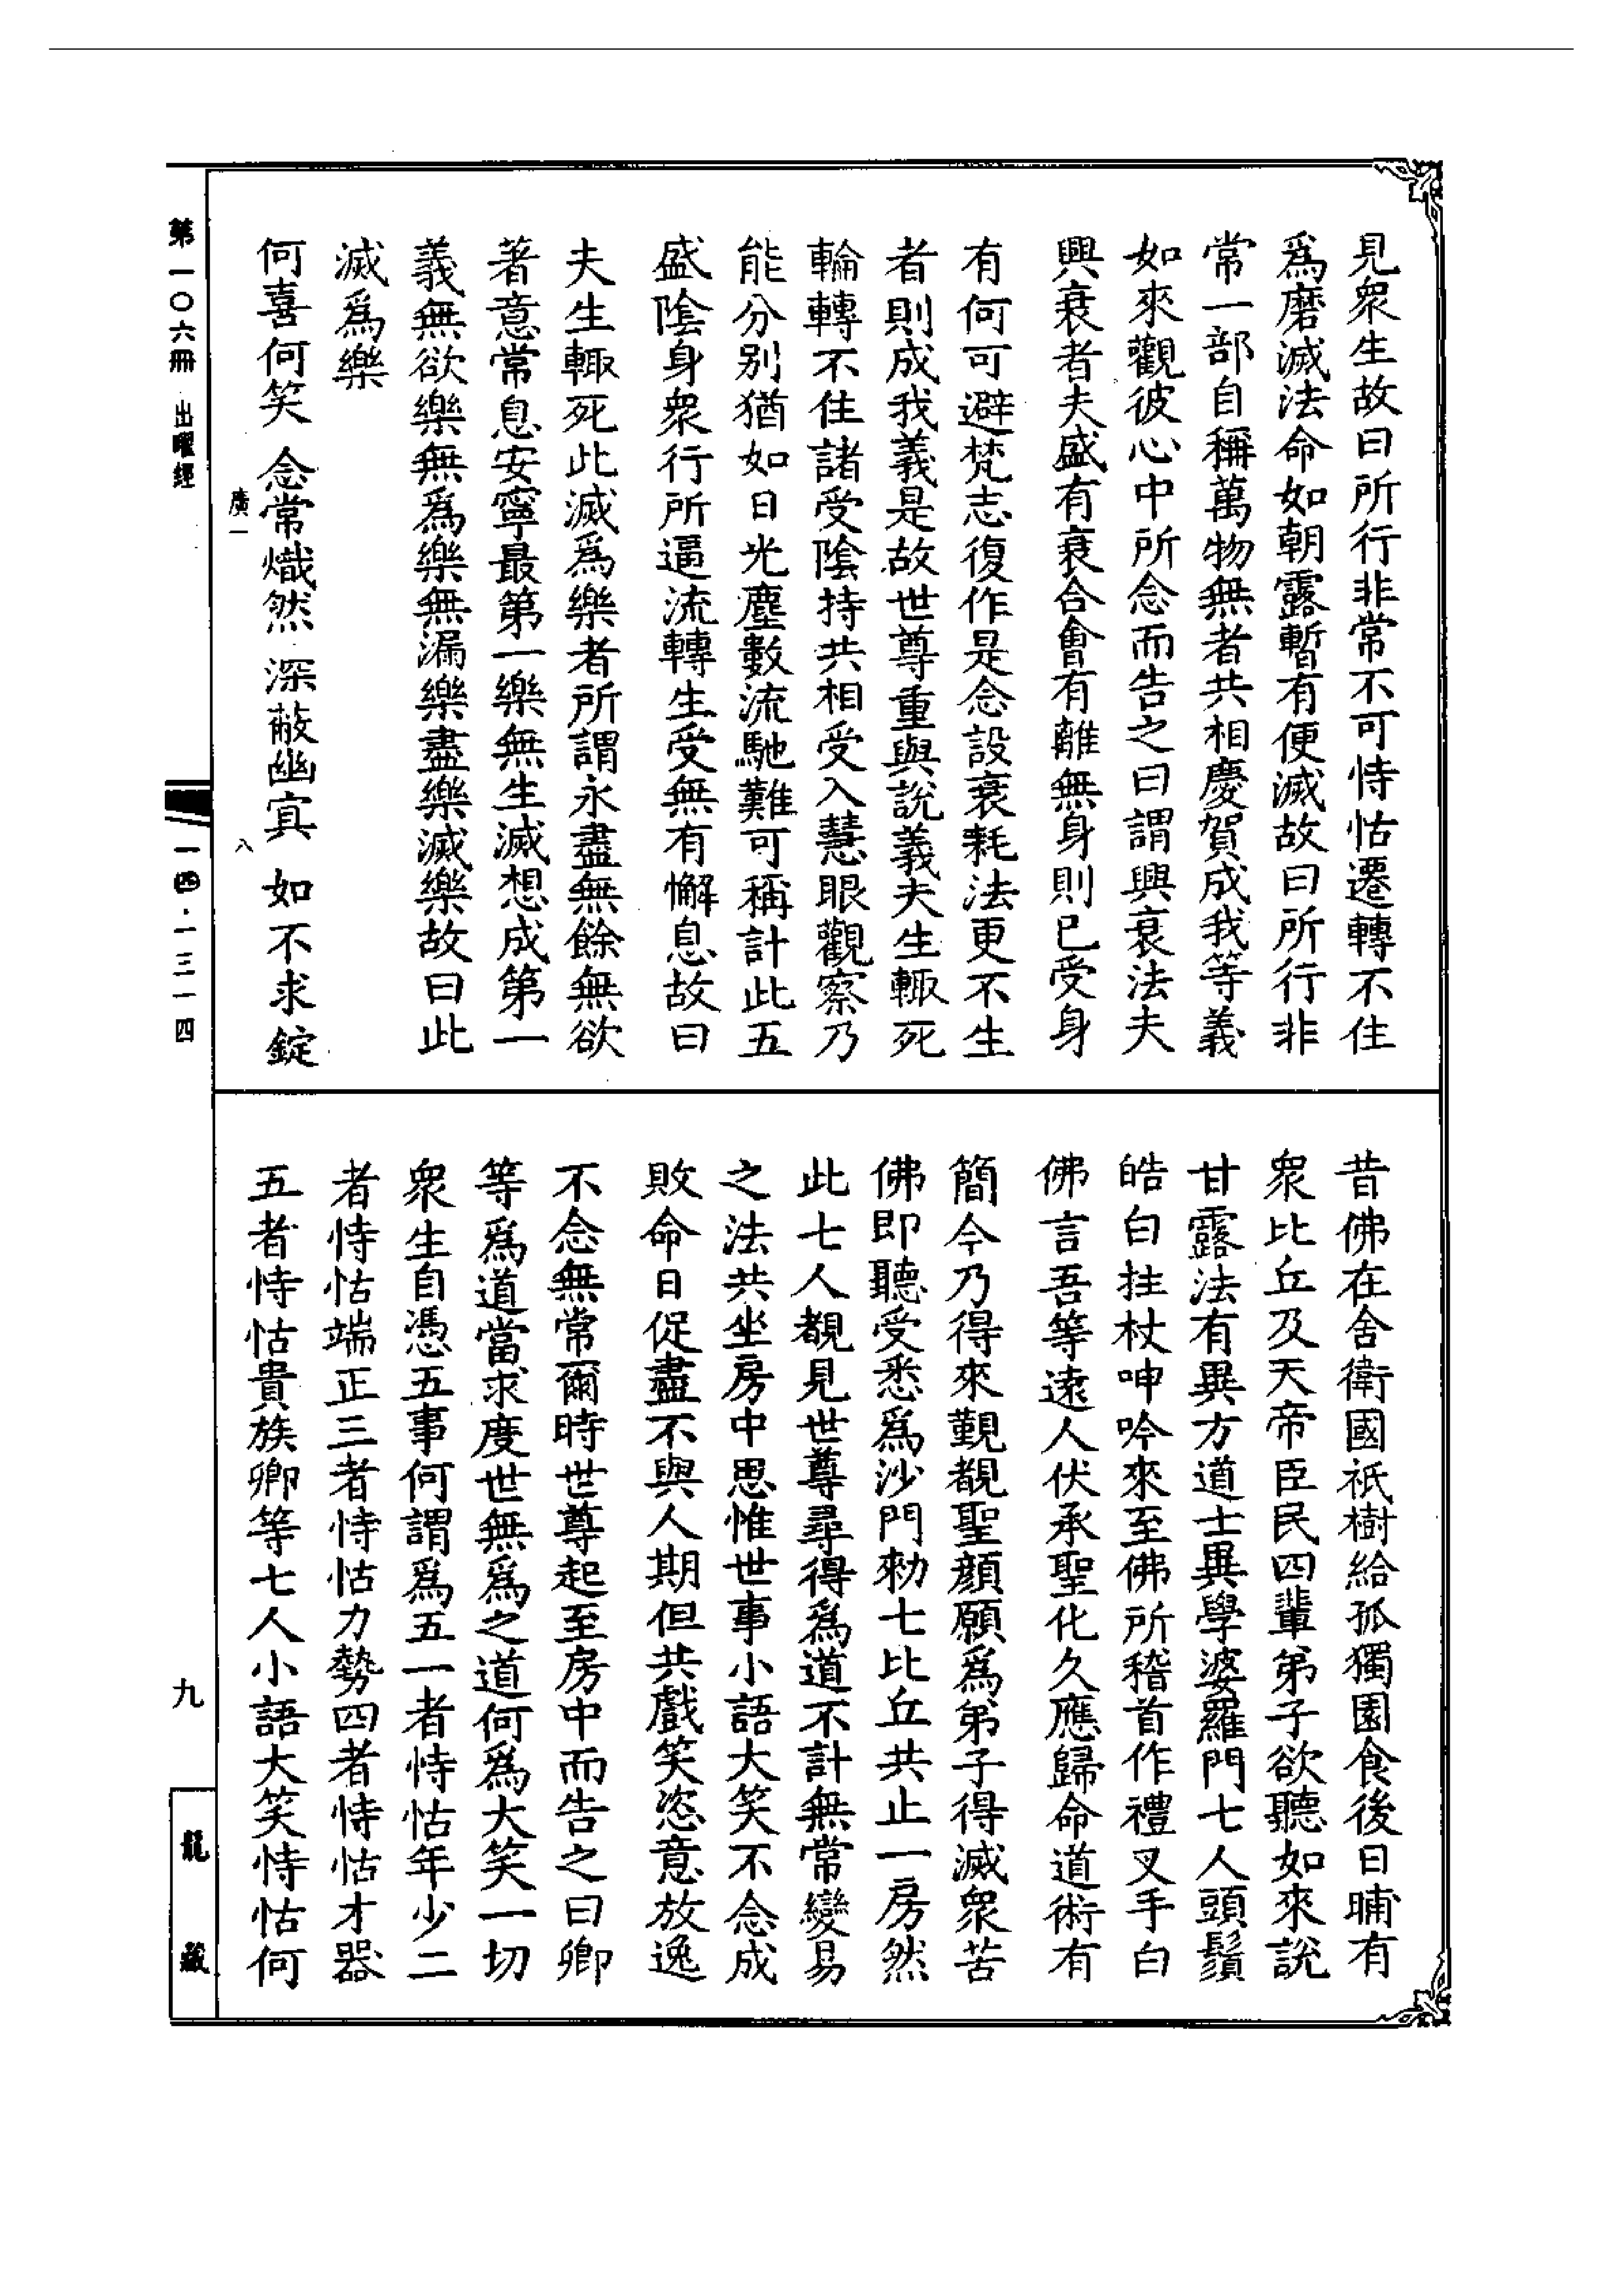 見衆生故曰所行非常不可恃怙遷轉不住
爲磨滅法命如朝露暫有便滅故曰所行非
常一部自稱萬物無者共相慶賀成我等義
如來觀彼心中所念而告之曰謂興衰法夫
興衰者夫盛有衰合會有離無身則已受身
有何可避梵志復作是念設衰耗法更不生
者則成我義是故世尊重與說義夫生輙死
輪轉不住諸受陰持共相受入慧眼觀察乃
能分别猶如日光塵數流馳難可稱計此五
盛陰身衆行所逼流轉生受無有懈息故曰
夫生輙死此滅爲樂者所謂永盡無餘無欲
著意常息安寧最第一樂無生滅想成第一
義無欲樂無爲樂無漏樂盡樂滅樂故曰此
滅爲樂
何喜何笑 念常熾然 深蔽幽㝠 如不求錠
昔佛在舍衛國祇樹給孤獨園食後日晡有
衆比丘及天帝臣民四輩弟子欲聽如來說
甘露法有異方道士異學婆羅門七人頭鬚
皓白拄杖呻吟來至佛所稽首作禮叉手白
佛言吾等遠人伏承聖化久應歸命道術有
簡今乃得來覲覩聖顏願爲弟子得滅衆苦
佛即聽受悉爲沙門勑七比丘共止一房然
此七人覩見世尊尋得爲道不計無常變易
之法共坐房中思惟世事小語大笑不念成
敗命日促盡不與人期但共戲笑恣意放逸
不念無常爾時世尊起至房中而告之曰卿
等爲道當求度世無爲之道何爲大笑一切
衆生自憑五事何謂爲五一者恃怙年少二
者恃怙端正三者恃怙力勢四者恃怙才器
五者恃怙貴族卿等七人小語大笑恃怙何
廣一 八
第一〇六冊 出曜經
一四·一三一四
九
龍藏